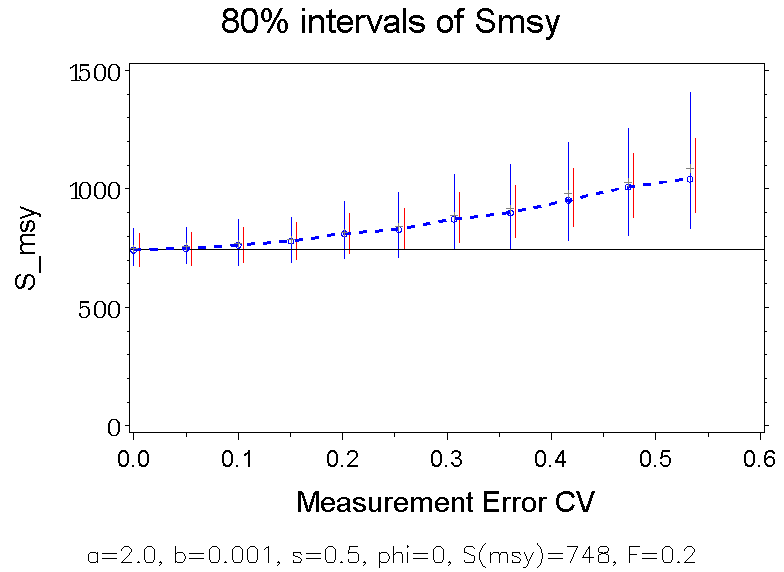 80% intervals of Smsy
1500
1000
500
0
S_msy
0.0 0.1 0.2 0.3 0.4 0.5 0.6
Measurement Error CV
a=2.0, b=0.001, s=0.5, phi=0, S(msy)=748, F=0.2